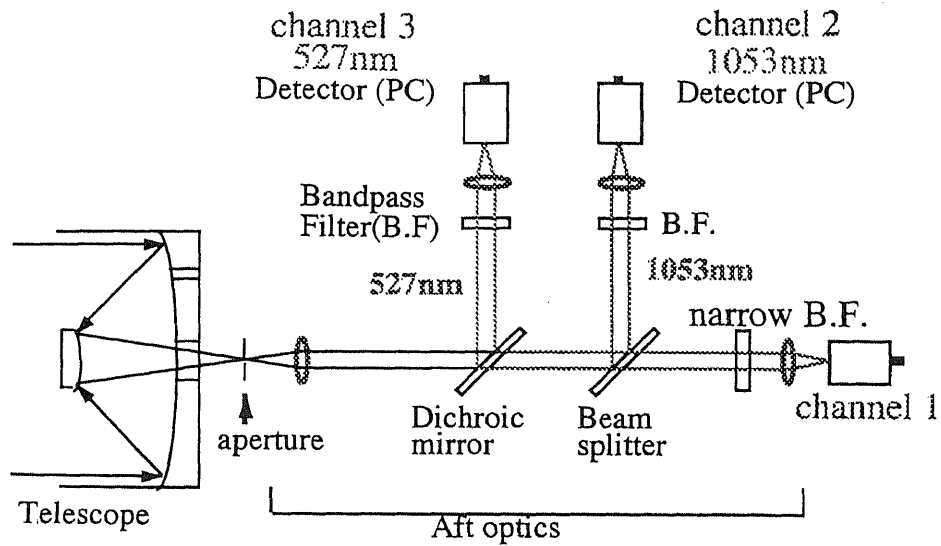 channel 3
527nm
Detector (PC)
channel 2
1053nm
Detector (PC)
Bandpass
Filter(B.F)
B.F.
527nm
1053nm
narrow B.F.
channel 1
Dichroic
mirror
Beam
splitter
aperture
Telescope
Aft optics